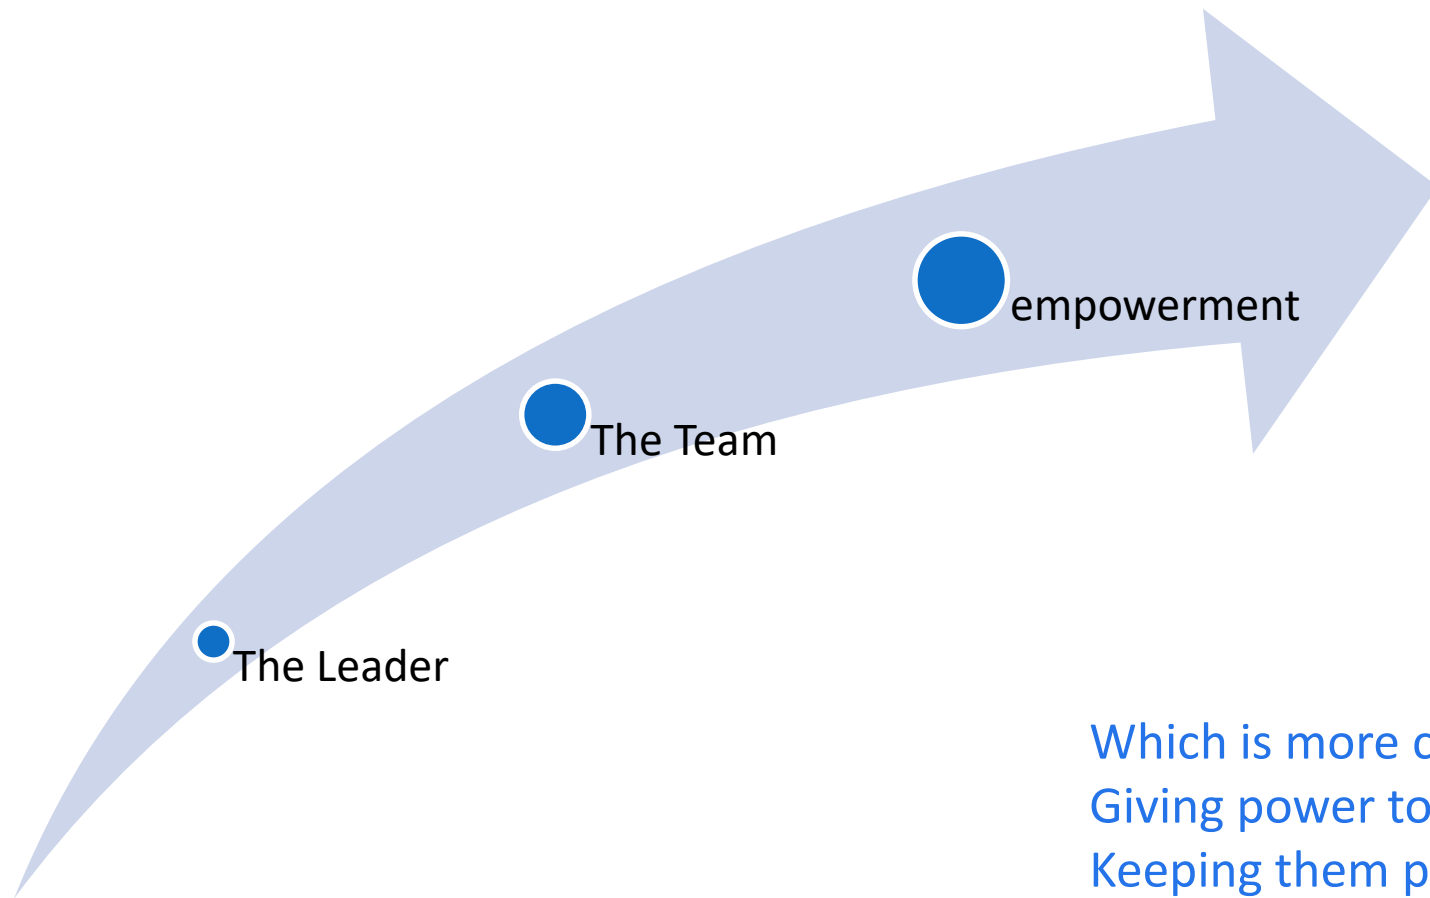 empowerment
The Team
The Leader
Which is more
Giving power to
Keeping them